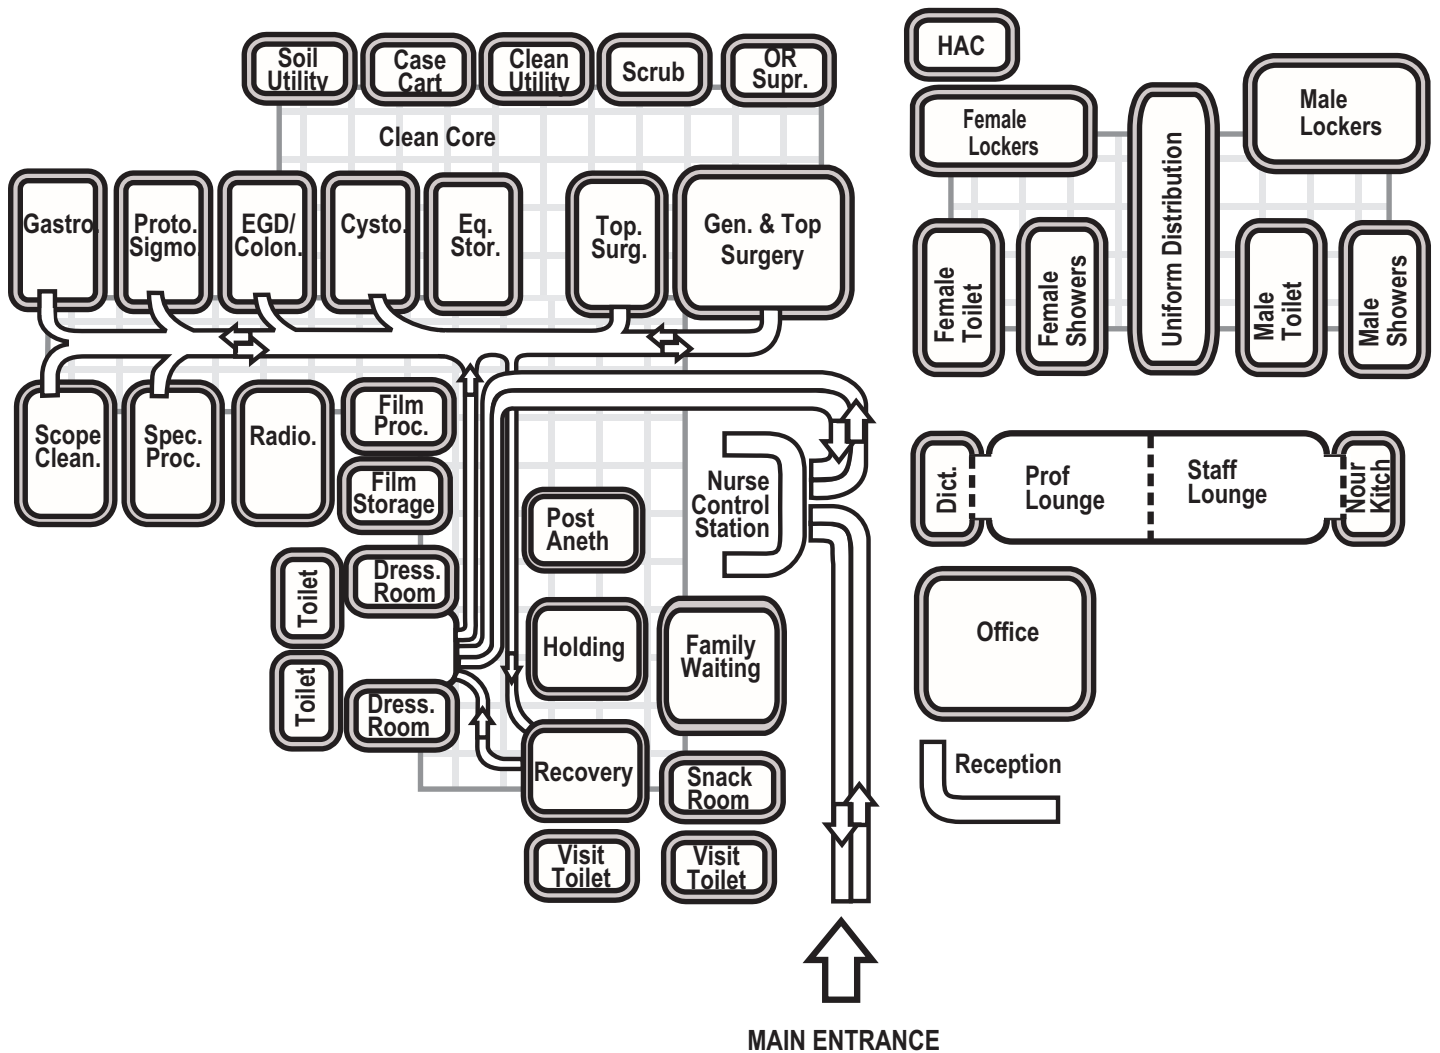 Soil
Utility
Case
Cart
Clean
Utility
Scrub
OR
Supr.
HAC
Clean Core
Female
Lockers
Uniform Distribution
Male
Lockers
Gastro.
Proto.
Sigmo.
EGD/
Colon.
Cysto.
Eq.
Stor.
Top.
Surg.
Gen. & Top
Surgery
Female
Toilet
Female
Showers
Male
Toilet
Male
Showers
Scope
Clean.
Spec.
Proc.
Radio.
Film
Proc.
Film
Storage
Nurse
Control
Station
Post
Aneth
Dict.
Prof
Lounge
Staff
Lounge
Nour
Kitch
Toilet
Dress.
Room
Holding
Family
Waiting
Office
Toilet
Dress.
Room
Recovery
Snack
Room
Reception
Visit
Toilet
Visit
Toilet
MAIN ENTRANCE